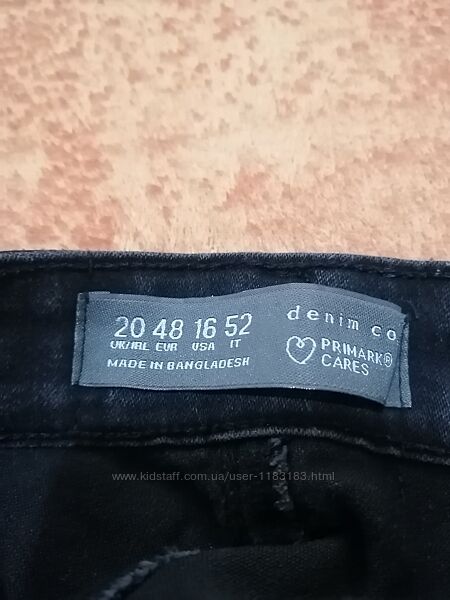 20 48 16 52
UK/IRL EUR USA IT
MADE IN BANGLADESH
denim co
PRIMARK®
CARES
www.kidstaff.com.ua/user-1183183.html